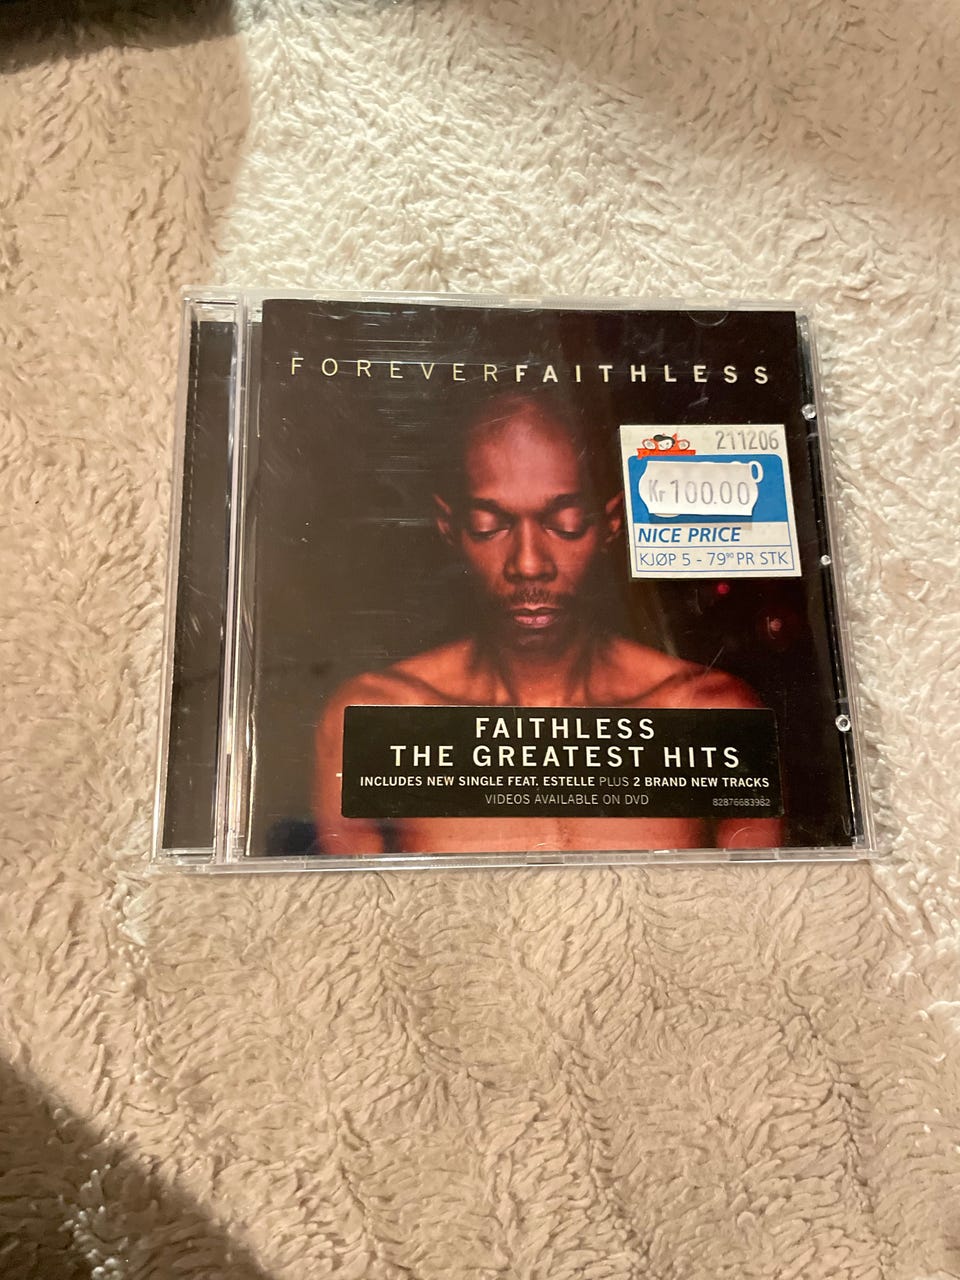 FOREVERFAITHLESS
211206
Kr 100.00
NICE PRICE
KJØP 5 - 79⁹⁰ PR STK
FAITHLESS
THE GREATEST HITS
INCLUDES NEW SINGLE FEAT. ESTELLE PLUS 2 BRAND NEW TRACKS
VIDEOS AVAILABLE ON DVD
82876683982